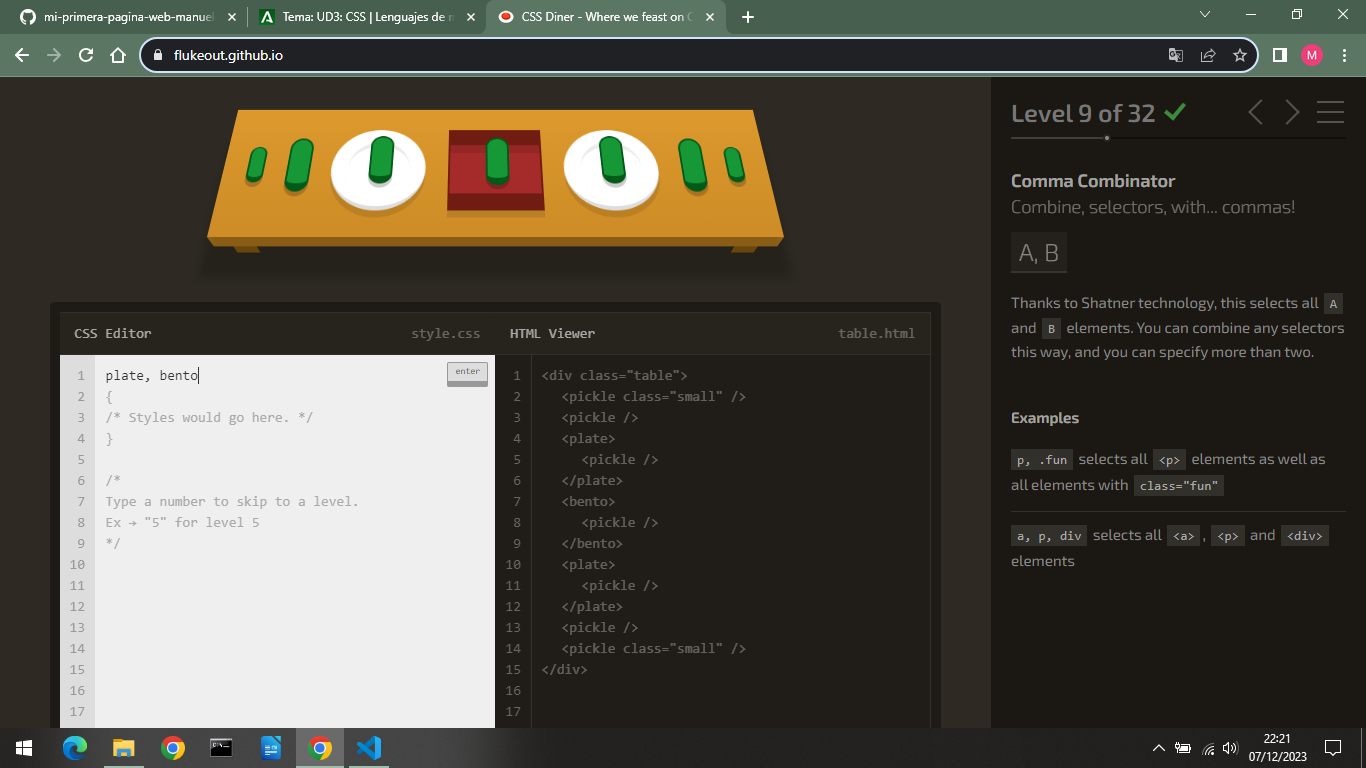 mi-primera-pagina-web-manuel
Tema: UD3: CSS | Lenguajes de m
CSS Diner - Where we feast on C
flukeout.github.io
M
Level 9 of 32
Comma Combinator
Combine, selectors, with... commas!
A, B
Thanks to Shatner technology, this selects all A
and B elements. You can combine any selectors
this way, and you can specify more than two.
Examples
p, .fun selects all <p> elements as well as
all elements with class="fun"
a, p, div selects all <a>, <p> and <div>
elements
CSS Editor style.css
1 plate, bento enter
2 {
3 /* Styles would go here. */
4 }
5
6 /*
7 Type a number to skip to a level.
8 Ex → "5" for level 5
9 */
10
11
12
13
14
15
16
17
HTML Viewer table.html
1 <div class="table">
2 <pickle class="small" />
3 <pickle />
4 <plate>
5 <pickle />
6 </plate>
7 <bento>
8 <pickle />
9 </bento>
10 <plate>
11 <pickle />
12 </plate>
13 <pickle />
14 <pickle class="small" />
15 </div>
16
17
22:21
07/12/2023